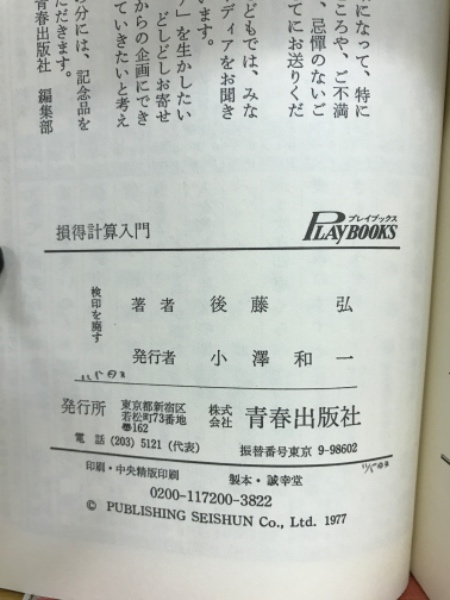 になって、特に
ころや、ご不満
、忌憚のないご
てにお送りくだ
どもでは、みな
ディアをお聞き
います。
ア」を生かしたい
どしどしお寄せ
からの企画にでき
ていきたいと考え
の分には、記念品を
ただきます。
青春出版社 編集部
損得計算入門
プレイブックス
PLAYBOOKS
検印を廃す
著者 後藤 弘
発行者 小澤和一
発行所 東京都新宿区
若松町73番地
〠162
株式
会社 青春出版社
電話 (203) 5121 (代表) 振替番号東京 9-98602
印刷・中央精版印刷 製本・誠幸堂
0200-117200-3822
© PUBLISHING SEISHUN Co., Ltd. 1977